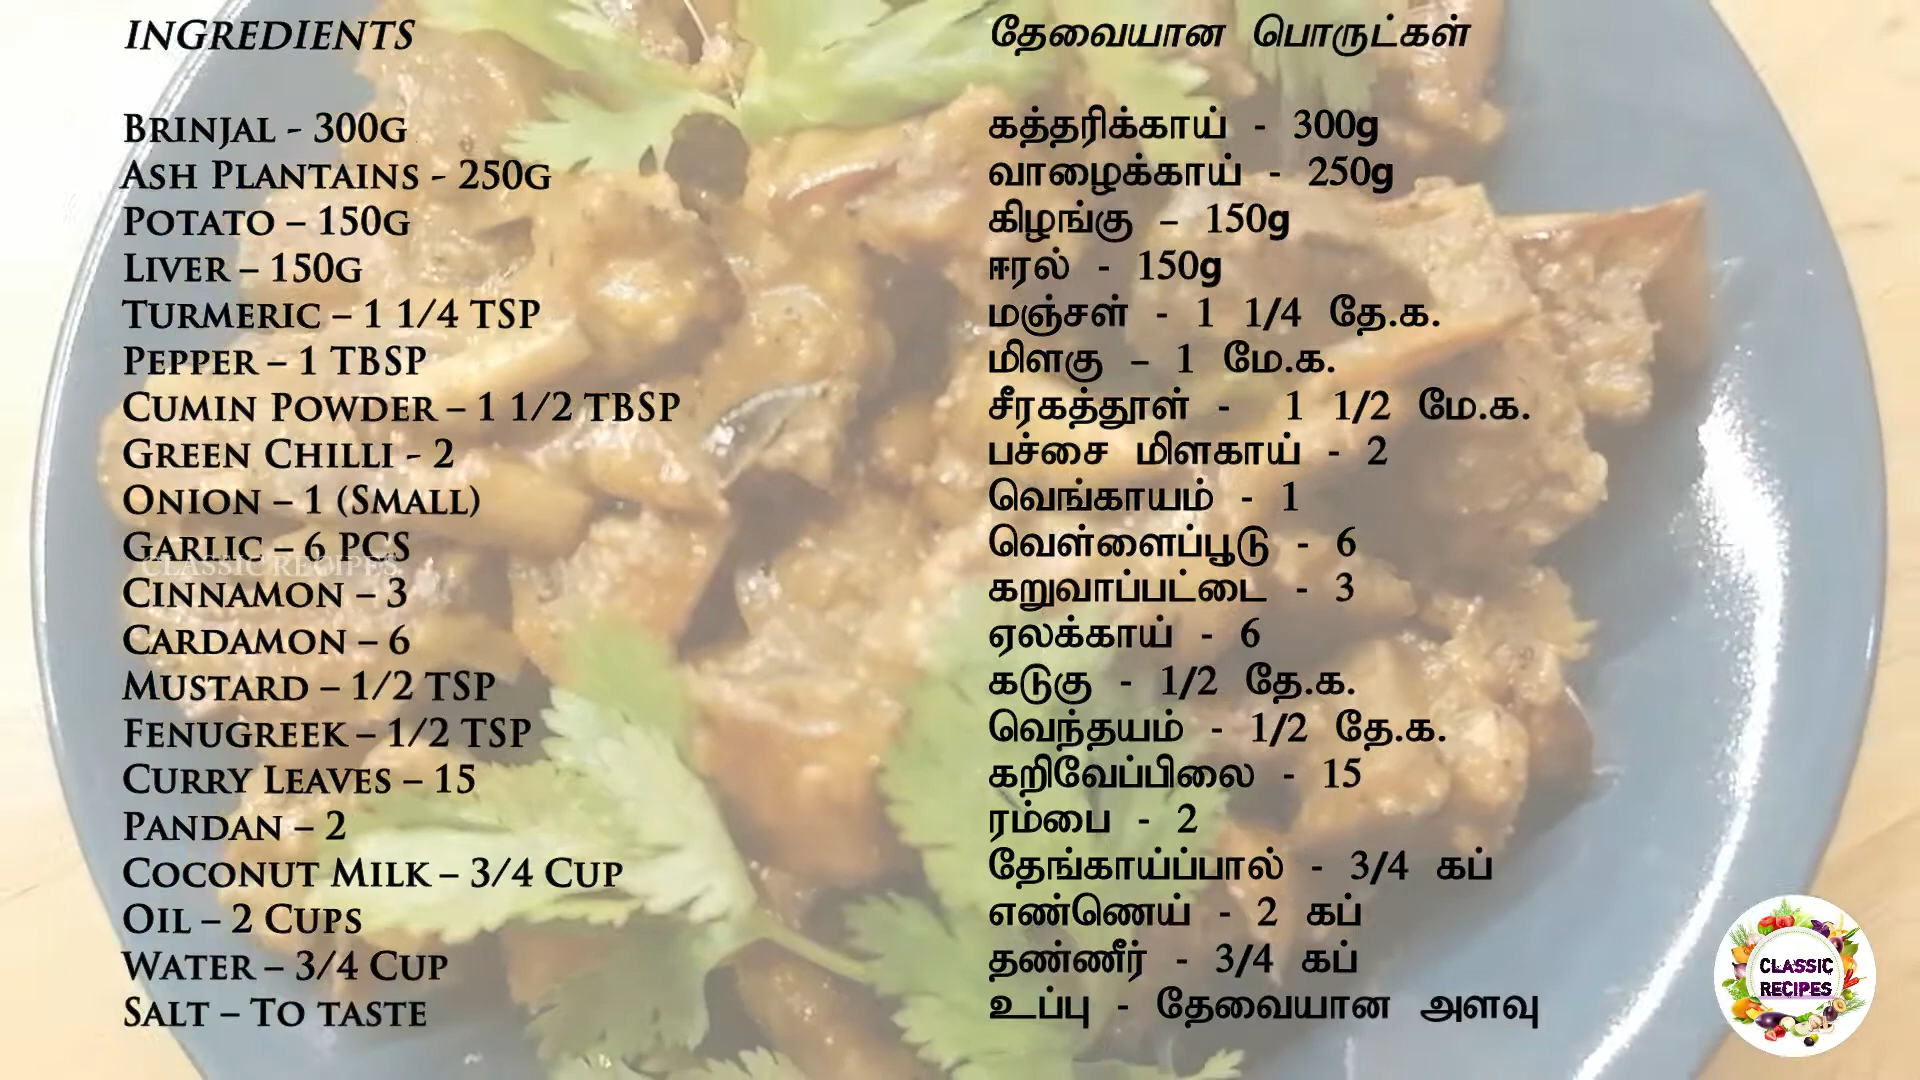 INGREDIENTS
BRINJAL - 300G
ASH PLANTAINS - 250G
POTATO – 150G
LIVER – 150G
TURMERIC – 1 1/4 TSP
PEPPER – 1 TBSP
CUMIN POWDER – 1 1/2 TBSP
GREEN CHILLI - 2
ONION – 1 (SMALL)
GARLIC – 6 PCS
CLASSIC RECIPES
CINNAMON – 3
CARDAMON – 6
MUSTARD – 1/2 TSP
FENUGREEK – 1/2 TSP
CURRY LEAVES – 15
PANDAN – 2
COCONUT MILK – 3/4 CUP
OIL – 2 CUPS
WATER – 3/4 CUP
SALT – TO TASTE
தேவையான பொருட்கள்
கத்தரிக்காய் - 300g
வாழைக்காய் - 250g
கிழங்கு – 150g
ஈரல் - 150g
மஞ்சள் - 1 1/4 தே.க.
மிளகு – 1 மே.க.
சீரகத்தூள் - 1 1/2 மே.க.
பச்சை மிளகாய் - 2
வெங்காயம் - 1
வெள்ளைப்பூடு - 6
கறுவாப்பட்டை - 3
ஏலக்காய் - 6
கடுகு - 1/2 தே.க.
வெந்தயம் - 1/2 தே.க.
கறிவேப்பிலை - 15
ரம்பை - 2
தேங்காய்ப்பால் - 3/4 கப்
எண்ணெய் - 2 கப்
தண்ணீர் - 3/4 கப்
உப்பு - தேவையான அளவு
CLASSIC
RECIPES